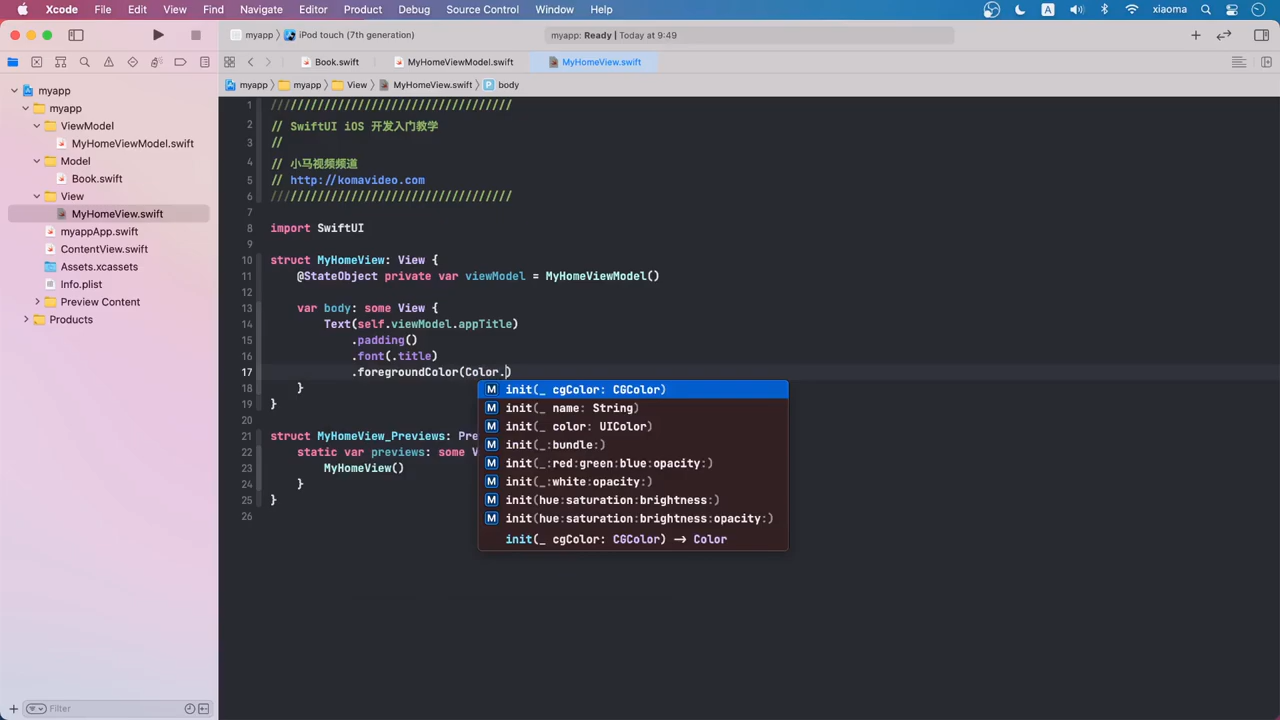 Xcode File Edit View Find Navigate Editor Product Debug Source Control Window Help A xiaoma
myapp iPod touch (7th generation) myapp: Ready | Today at 9:49
Book.swift MyHomeViewModel.swift MyHomeView.swift
myapp myapp View MyHomeView.swift P body
myapp
myapp
ViewModel
MyHomeViewModel.swift
Model
Book.swift
View
MyHomeView.swift
myappApp.swift
ContentView.swift
Assets.xcassets
Info.plist
Preview Content
Products
Filter
1 ////////////////////////////////////
2 // SwiftUI iOS 开发入门教学
3 //
4 // 小马视频频道
5 // http://komavideo.com
6 ////////////////////////////////////
7
8 import SwiftUI
9
10 struct MyHomeView: View {
11 @StateObject private var viewModel = MyHomeViewModel()
12
13 var body: some View {
14 Text(self.viewModel.appTitle)
15 .padding()
16 .font(.title)
17 .foregroundColor(Color.)
18 }
19 }
20
21 struct MyHomeView_Previews: Pre
22 static var previews: some V
23 MyHomeView()
24 }
25 }
26
M init(_ cgColor: CGColor)
M init(_ name: String)
M init(_ color: UIColor)
M init(_:bundle:)
M init(_:red:green:blue:opacity:)
M init(_:white:opacity:)
M init(hue:saturation:brightness:)
M init(hue:saturation:brightness:opacity:)
init(_ cgColor: CGColor) -> Color